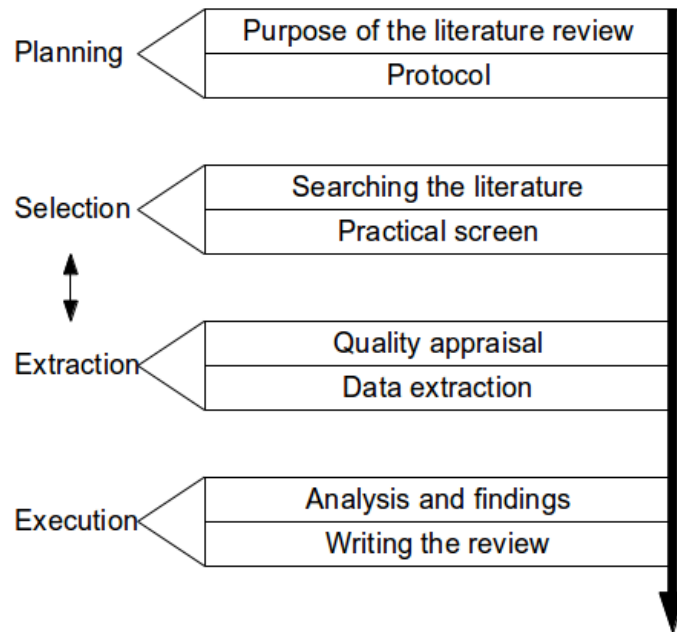 Planning
Purpose of the literature review
Protocol
Selection
Searching the literature
Practical screen
Extraction
Quality appraisal
Data extraction
Execution
Analysis and findings
Writing the review